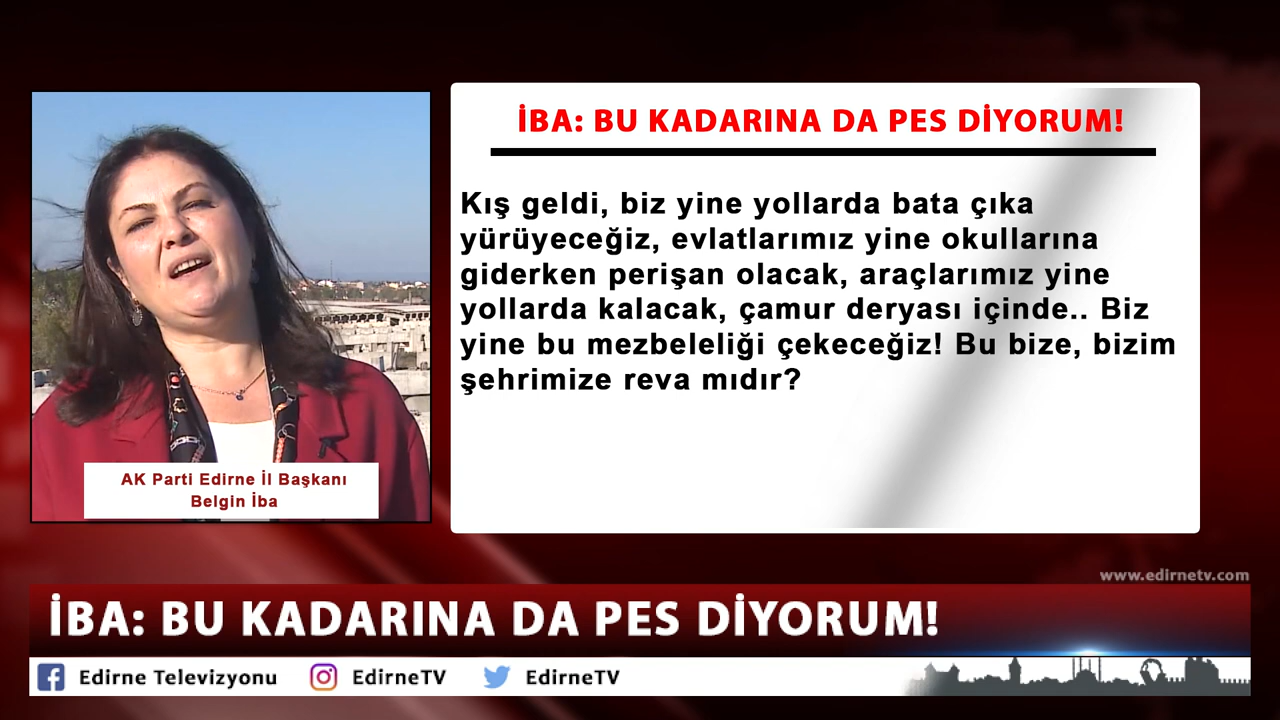 İBA: BU KADARINA DA PES DİYORUM!
Kış geldi, biz yine yollarda bata çıka
yürüyeceğiz, evlatlarımız yine okullarına
giderken perişan olacak, araçlarımız yine
yollarda kalacak, çamur deryası içinde.. Biz
yine bu mezbeleliği çekeceğiz! Bu bize, bizim
şehrimize reva mıdır?
AK Parti Edirne İl Başkanı
Belgin İba
www.edirnetv.com
İBA: BU KADARINA DA PES DİYORUM!
Edirne Televizyonu EdirneTV EdirneTV